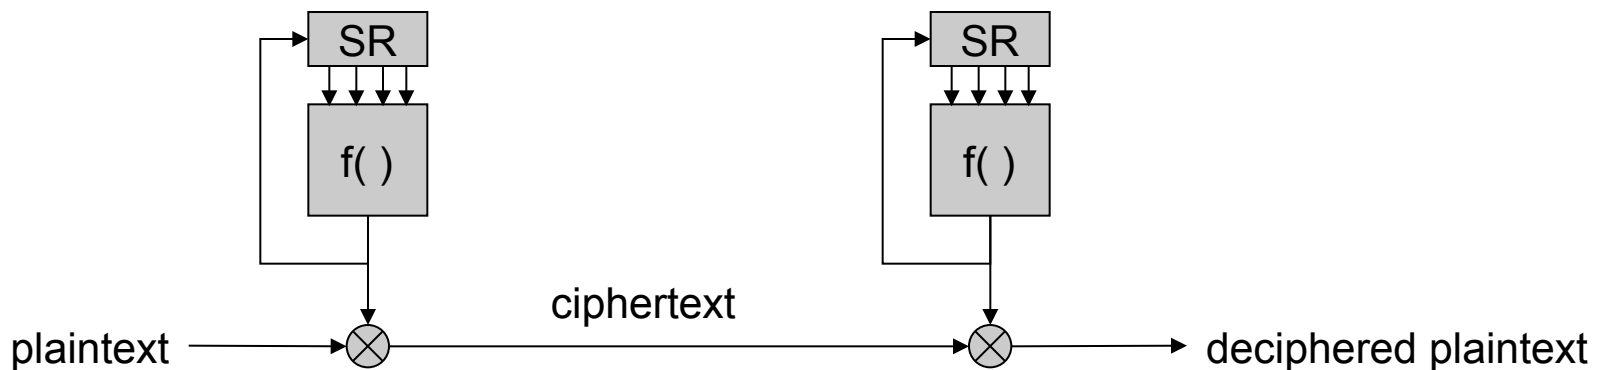 SR
SR
f( )
f( )
ciphertext
plaintext
deciphered plaintext